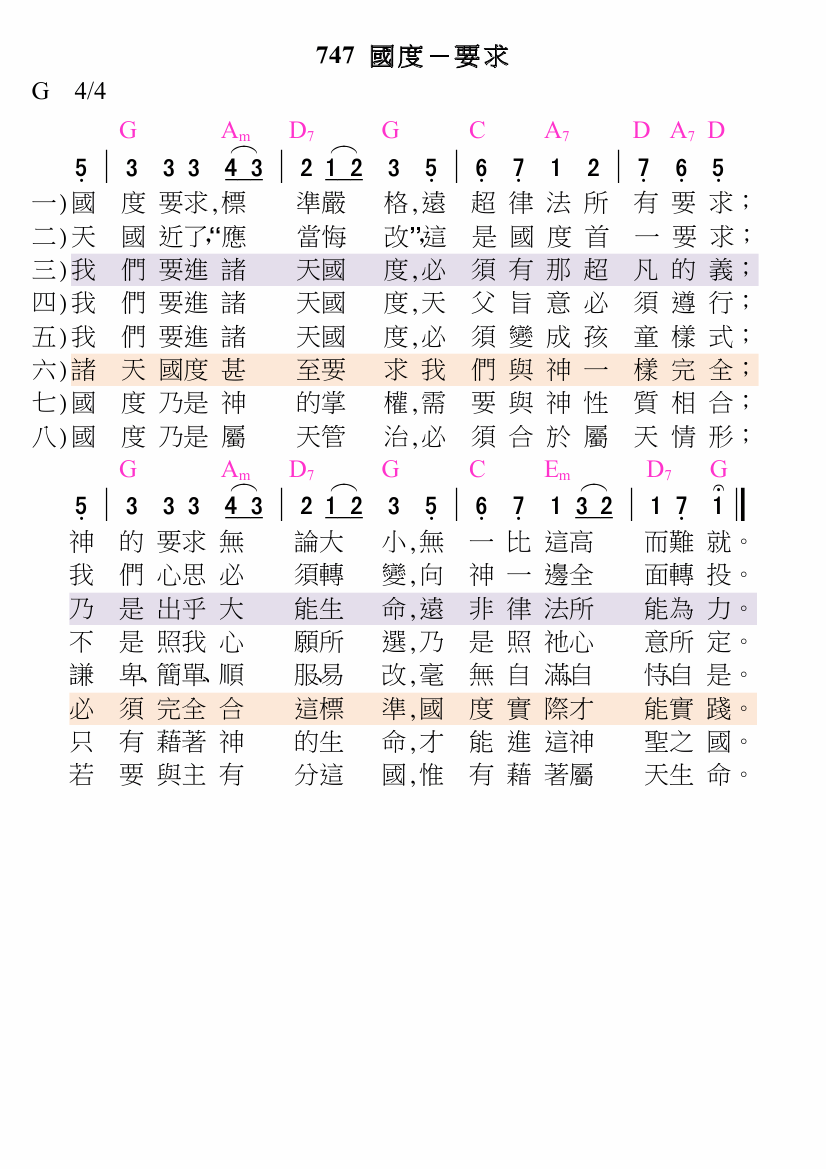 747 國度－要求
G 4/4
G Am D7 G C A7 D A7 D
5 | 3 3 3 4 3 | 2 1 2 3 5 | 6 7 1 2 | 7 6 5
一)國度要求,標準嚴格,遠超律法所有要求；
二)天國近了，“應當悔改”，這是國度首一要求；
三)我們要進諸天國度,必須有那超凡的義；
四)我們要進諸天國度,天父旨意必須遵行；
五)我們要進諸天國度,必須變成孩童樣式；
六)諸天國度甚至要求我們與神一樣完全；
七)國度乃是神的掌權,需要與神性質相合；
八)國度乃是屬天管治,必須合於屬天情形；
G Am D7 G C Em D7 G
5 | 3 3 3 4 3 | 2 1 2 3 5 | 6 7 1 3 2 | 1 7 1 ||
神的要求無論大小,無一比這高而難就。
我們心思必須轉變,向神一邊全面轉投。
乃是出乎大能生命,遠非律法所能為力。
不是照我心願所選,乃是照祂心意所定。
謙卑、簡單、順服、易改,毫無自滿、自恃、自是。
必須完全合這標準,國度實際才能實踐。
只有藉著神的生命,才能進這神聖之國。
若要與主有分這國,惟有藉著屬天生命。